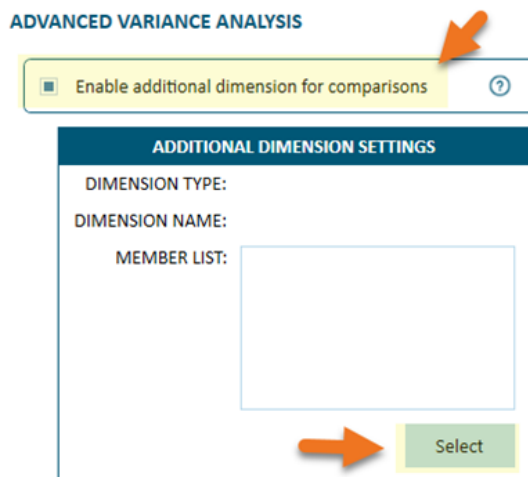 ADVANCED VARIANCE ANALYSIS
Enable additional dimension for comparisons ?
ADDITIONAL DIMENSION SETTINGS
DIMENSION TYPE:
DIMENSION NAME:
MEMBER LIST:
Select